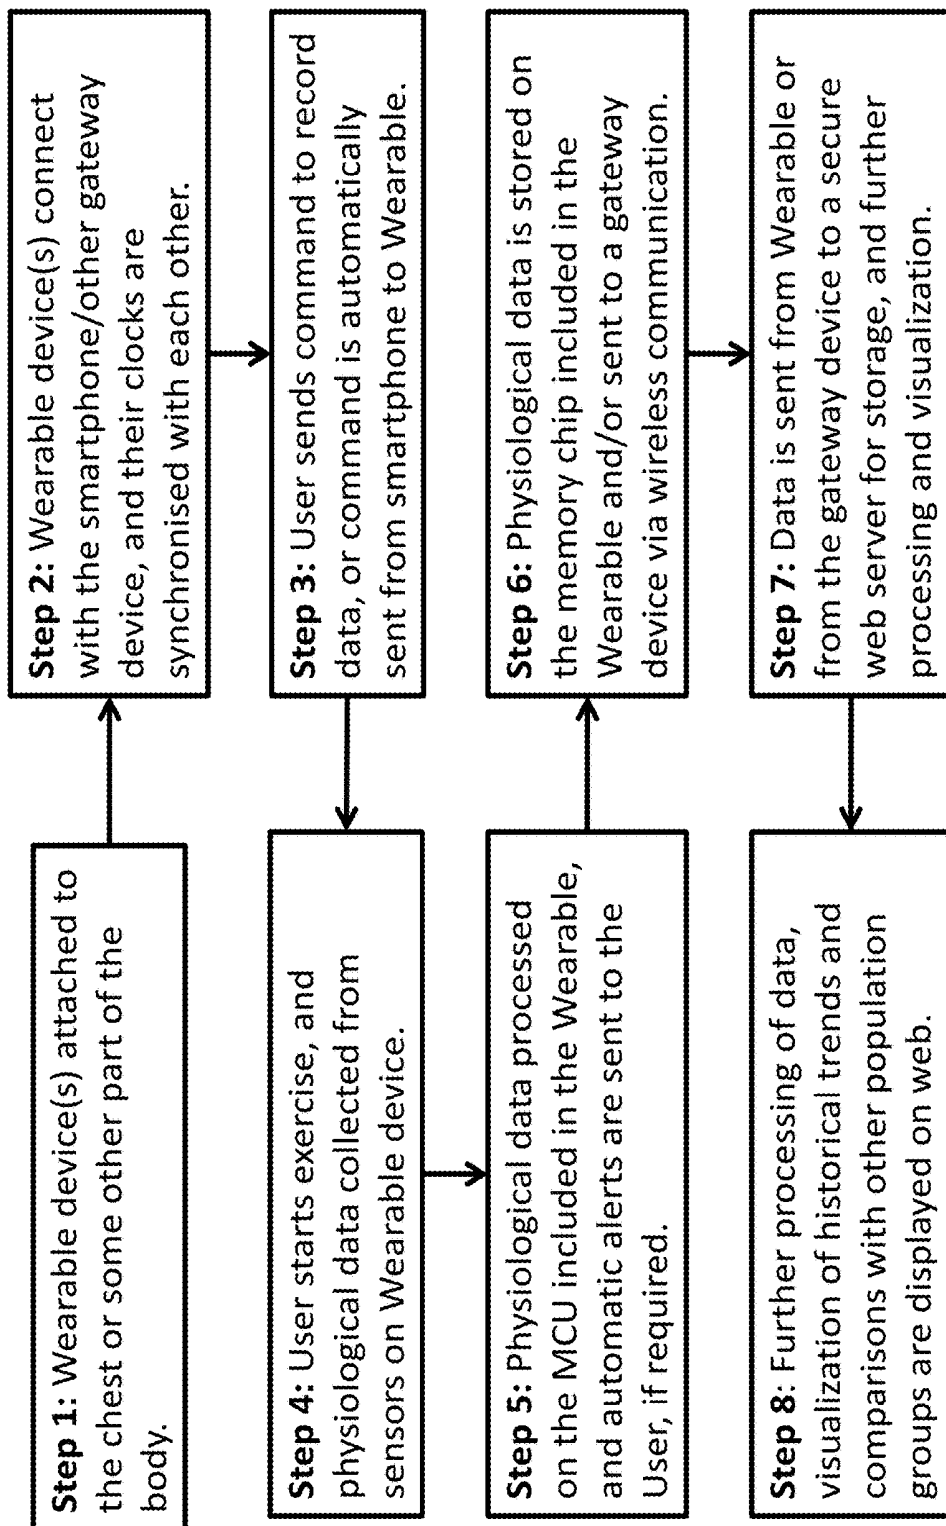 Step 1: Wearable device(s) attached to
the chest or some other part of the
body.
Step 2: Wearable device(s) connect
with the smartphone/other gateway
device, and their clocks are
synchronised with each other.
Step 3: User sends command to record
data, or command is automatically
sent from smartphone to Wearable.
Step 4: User starts exercise, and
physiological data collected from
sensors on Wearable device.
Step 5: Physiological data processed
on the MCU included in the Wearable,
and automatic alerts are sent to the
User, if required.
Step 6: Physiological data is stored on
the memory chip included in the
Wearable and/or sent to a gateway
device via wireless communication.
Step 7: Data is sent from Wearable or
from the gateway device to a secure
web server for storage, and further
processing and visualization.
Step 8: Further processing of data,
visualization of historical trends and
comparisons with other population
groups are displayed on web.